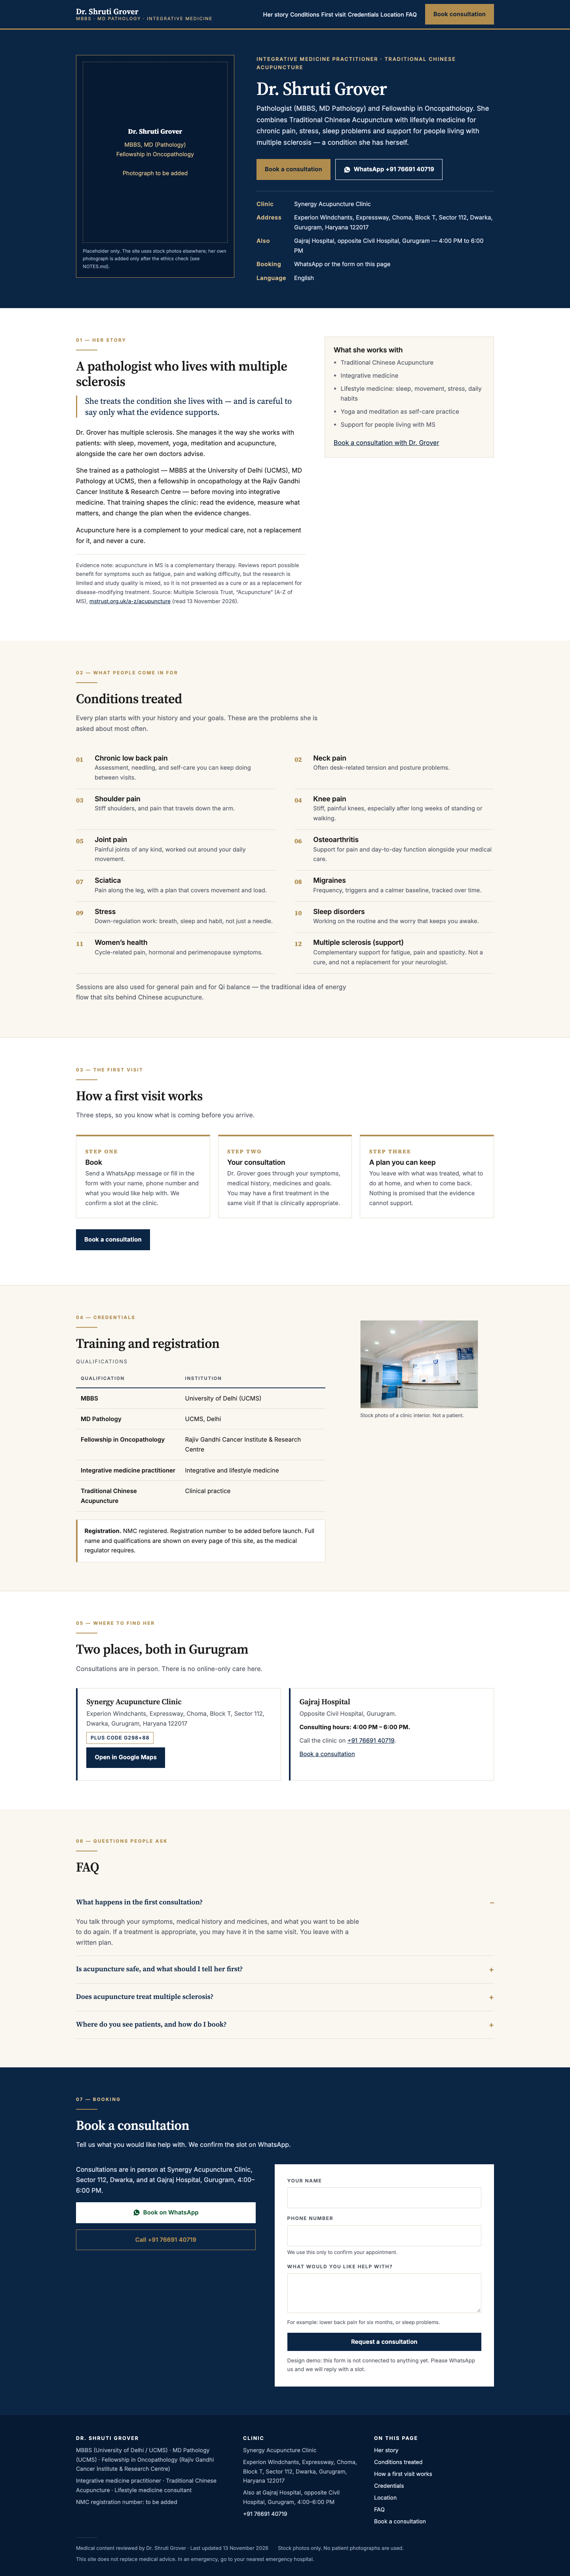 Dr. Shruti Grover
MBBS · MD PATHOLOGY · INTEGRATIVE MEDICINE
Her story Conditions First visit Credentials Location FAQ
Book consultation
Dr. Shruti Grover
MBBS, MD (Pathology)
Fellowship in Oncopathology
Photograph to be added
Placeholder only. The site uses stock photos elsewhere; her own
photograph is added only after the ethics check (see
NOTES.md).
INTEGRATIVE MEDICINE PRACTITIONER · TRADITIONAL CHINESE
ACUPUNCTURE
Dr. Shruti Grover
Pathologist (MBBS, MD Pathology) and Fellowship in Oncopathology. She
combines Traditional Chinese Acupuncture with lifestyle medicine for
chronic pain, stress, sleep problems and support for people living with
multiple sclerosis — a condition she has herself.
Book a consultation
WhatsApp +91 76691 40719
Clinic Synergy Acupuncture Clinic
Address Experion Windchants, Expressway, Choma, Block T, Sector 112, Dwarka,
Gurugram, Haryana 122017
Also Gajraj Hospital, opposite Civil Hospital, Gurugram — 4:00 PM to 6:00
PM
Booking WhatsApp or the form on this page
Language English
01 — HER STORY
A pathologist who lives with multiple
sclerosis
She treats the condition she lives with — and is careful to
say only what the evidence supports.
Dr. Grover has multiple sclerosis. She manages it the way she works with
patients: with sleep, movement, yoga, meditation and acupuncture,
alongside the care her own doctors advise.
She trained as a pathologist — MBBS at the University of Delhi (UCMS), MD
Pathology at UCMS, then a fellowship in oncopathology at the Rajiv Gandhi
Cancer Institute & Research Centre — before moving into integrative
medicine. That training shapes the clinic: read the evidence, measure what
matters, and change the plan when the evidence changes.
Acupuncture here is a complement to your medical care, not a replacement
for it, and never a cure.
Evidence note: acupuncture in MS is a complementary therapy. Reviews report possible
benefit for symptoms such as fatigue, pain and walking difficulty, but the research is
limited and study quality is mixed, so it is not presented as a cure or as a replacement for
disease-modifying treatment. Source: Multiple Sclerosis Trust, "Acupuncture" (A–Z of
MS), mstrust.org.uk/a-z/acupuncture (read 13 November 2026).
What she works with
• Traditional Chinese Acupuncture
• Integrative medicine
• Lifestyle medicine: sleep, movement, stress, daily
habits
• Yoga and meditation as self-care practice
• Support for people living with MS
Book a consultation with Dr. Grover
02 — WHAT PEOPLE COME IN FOR
Conditions treated
Every plan starts with your history and your goals. These are the problems she is
asked about most often.
01 Chronic low back pain
Assessment, needling, and self-care you can keep doing
between visits.
02 Neck pain
Often desk-related tension and posture problems.
03 Shoulder pain
Stiff shoulders, and pain that travels down the arm.
04 Knee pain
Stiff, painful knees, especially after long weeks of standing or
walking.
05 Joint pain
Painful joints of any kind, worked out around your daily
movement.
06 Osteoarthritis
Support for pain and day-to-day function alongside your medical
care.
07 Sciatica
Pain along the leg, with a plan that covers movement and load.
08 Migraines
Frequency, triggers and a calmer baseline, tracked over time.
09 Stress
Down-regulation work: breath, sleep and habit, not just a needle.
10 Sleep disorders
Working on the routine and the worry that keeps you awake.
11 Women's health
Cycle-related pain, hormonal and perimenopause symptoms.
12 Multiple sclerosis (support)
Complementary support for fatigue, pain and spasticity. Not a
cure, and not a replacement for your neurologist.
Sessions are also used for general pain and for Qi balance — the traditional idea of energy
flow that sits behind Chinese acupuncture.
03 — THE FIRST VISIT
How a first visit works
Three steps, so you know what is coming before you arrive.
STEP ONE
Book
Send a WhatsApp message or fill in the
form with your name, phone number and
what you would like help with. We
confirm a slot at the clinic.
STEP TWO
Your consultation
Dr. Grover goes through your symptoms,
medical history, medicines and goals.
You may have a first treatment in the
same visit if that is clinically appropriate.
STEP THREE
A plan you can keep
You leave with what was treated, what to
do at home, and when to come back.
Nothing is promised that the evidence
cannot support.
Book a consultation
04 — CREDENTIALS
Training and registration
QUALIFICATIONS
QUALIFICATION INSTITUTION
MBBS University of Delhi (UCMS)
MD Pathology UCMS, Delhi
Fellowship in Oncopathology Rajiv Gandhi Cancer Institute & Research
Centre
Integrative medicine practitioner Integrative and lifestyle medicine
Traditional Chinese Clinical practice
Acupuncture
Registration. NMC registered. Registration number to be added before launch. Full
name and qualifications are shown on every page of this site, as the medical
regulator requires.
Stock photo of a clinic interior. Not a patient.
05 — WHERE TO FIND HER
Two places, both in Gurugram
Consultations are in person. There is no online-only care here.
Synergy Acupuncture Clinic
Experion Windchants, Expressway, Choma, Block T, Sector 112,
Dwarka, Gurugram, Haryana 122017
PLUS CODE G298+88
Open in Google Maps
Gajraj Hospital
Opposite Civil Hospital, Gurugram.
Consulting hours: 4:00 PM – 6:00 PM.
Call the clinic on +91 76691 40719.
Book a consultation
06 — QUESTIONS PEOPLE ASK
FAQ
What happens in the first consultation? –
You talk through your symptoms, medical history and medicines, and what you want to be able
to do again. If a treatment is appropriate, you may have it in the same visit. You leave with a
written plan.
Is acupuncture safe, and what should I tell her first? +
Does acupuncture treat multiple sclerosis? +
Where do you see patients, and how do I book? +
07 — BOOKING
Book a consultation
Tell us what you would like help with. We confirm the slot on WhatsApp.
Consultations are in person at Synergy Acupuncture Clinic,
Sector 112, Dwarka, and at Gajraj Hospital, Gurugram, 4:00–
6:00 PM.
Book on WhatsApp
Call +91 76691 40719
YOUR NAME
PHONE NUMBER
We use this only to confirm your appointment.
WHAT WOULD YOU LIKE HELP WITH?
For example: lower back pain for six months, or sleep problems.
Request a consultation
Design demo: this form is not connected to anything yet. Please WhatsApp
us and we will reply with a slot.
DR. SHRUTI GROVER
MBBS (University of Delhi / UCMS) · MD Pathology
(UCMS) · Fellowship in Oncopathology (Rajiv Gandhi
Cancer Institute & Research Centre)
Integrative medicine practitioner · Traditional Chinese
Acupuncture · Lifestyle medicine consultant
NMC registration number: to be added
CLINIC
Synergy Acupuncture Clinic
Experion Windchants, Expressway, Choma,
Block T, Sector 112, Dwarka, Gurugram,
Haryana 122017
Also at Gajraj Hospital, opposite Civil
Hospital, Gurugram, 4:00–6:00 PM
+91 76691 40719
ON THIS PAGE
Her story
Conditions treated
How a first visit works
Credentials
Location
FAQ
Book a consultation
Medical content reviewed by Dr. Shruti Grover · Last updated 13 November 2026 Stock photos only. No patient photographs are used.
This site does not replace medical advice. In an emergency, go to your nearest emergency hospital.